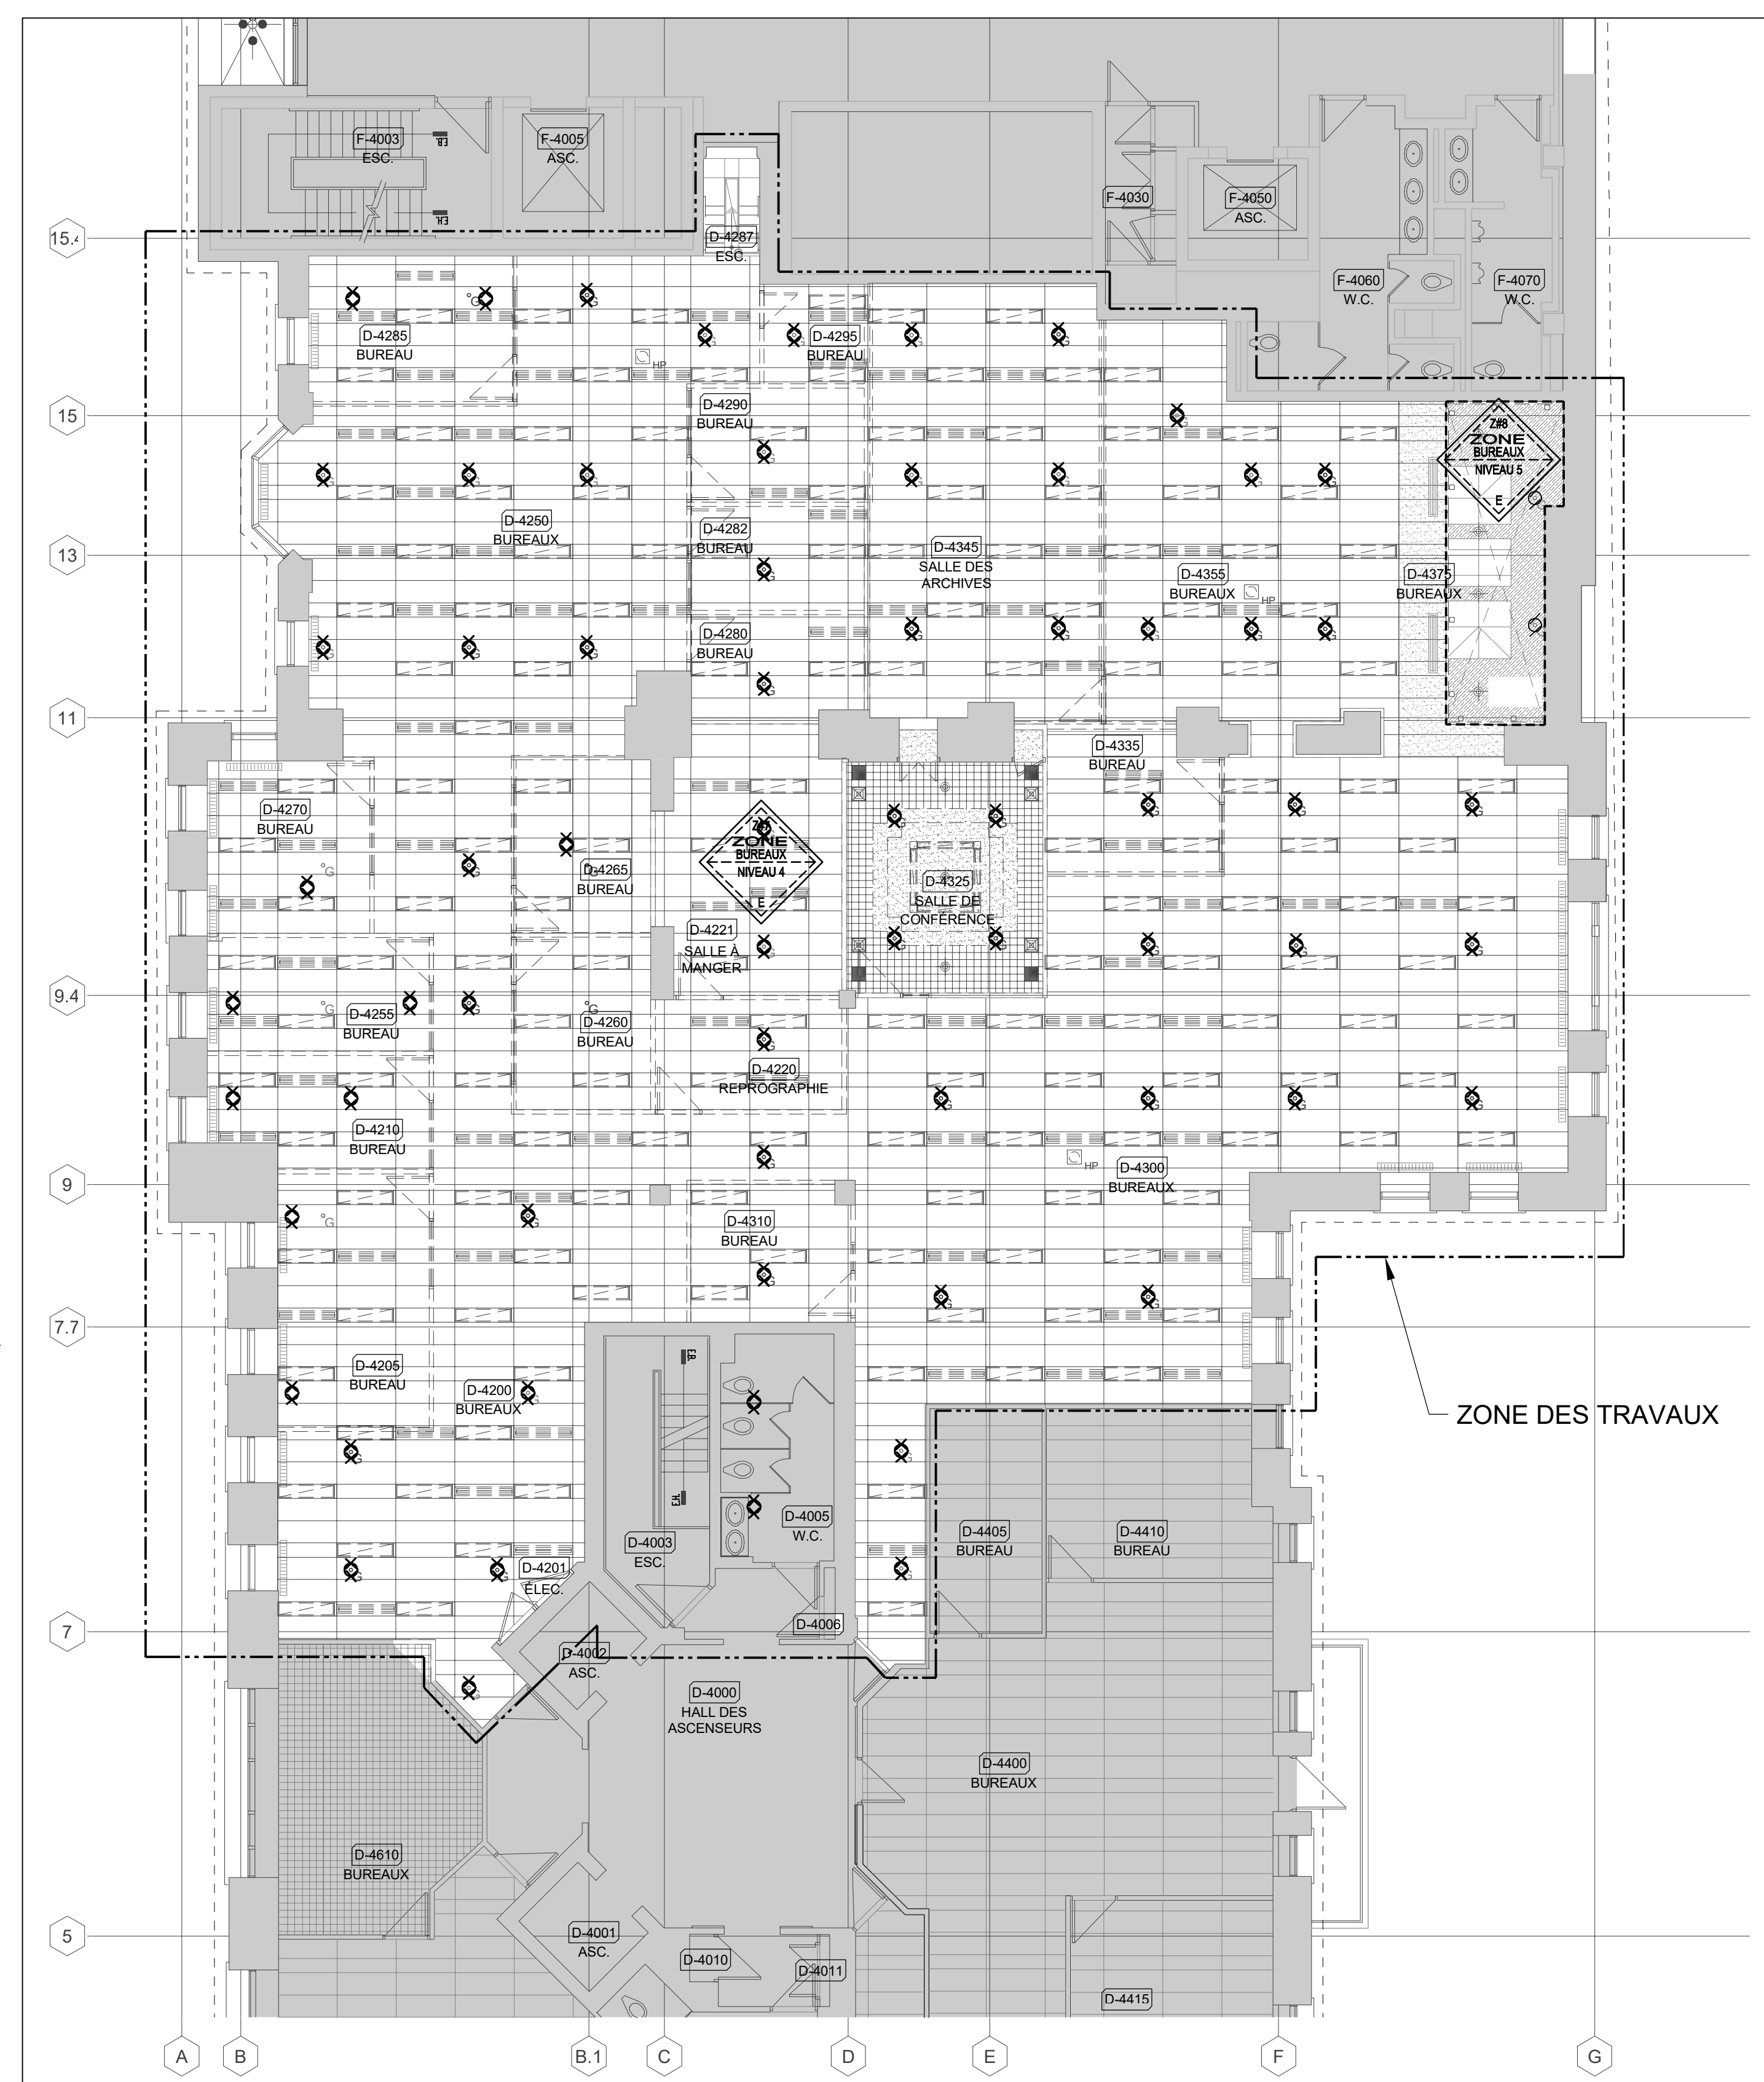 F-4003
ESC.
E.B.
E.H.
F-4005
ASC.
D-4287
ESC.
F-4030
F-4050
ASC.
F-4060
W.C.
F-4070
W.C.
15.4
D-4285
BUREAU
HP
D-4295
BUREAU
D-4290
BUREAU
15
Z#8
ZONE
BUREAUX
NIVEAU 5
E
D-4250
BUREAUX
D-4282
BUREAU
D-4345
SALLE DES
ARCHIVES
13
D-4355
BUREAUX
HP
D-4375
BUREAUX
D-4280
BUREAU
11
D-4335
BUREAU
D-4270
BUREAU
D-4265
BUREAU
ZONE
BUREAUX
NIVEAU 4
E
D-4325
SALLE DE
CONFÉRENCE
D-4221
SALLE À
MANGER
9.4
D-4255
BUREAU
D-4260
BUREAU
D-4220
REPROGRAPHIE
D-4210
BUREAU
HP
D-4300
BUREAUX
9
D-4310
BUREAU
7.7
E.B.
D-4205
BUREAU
D-4200
BUREAUX
ZONE DES TRAVAUX
E.H.
D-4003
ESC.
D-4005
W.C.
D-4405
BUREAU
D-4410
BUREAU
D-4201
ÉLEC.
D-4006
7
D-4002
ASC.
D-4000
HALL DES
ASCENSEURS
D-4400
BUREAUX
D-4610
BUREAUX
5
D-4001
ASC.
D-4010
D-4011
D-4415
A
B
B.1
C
D
E
F
G